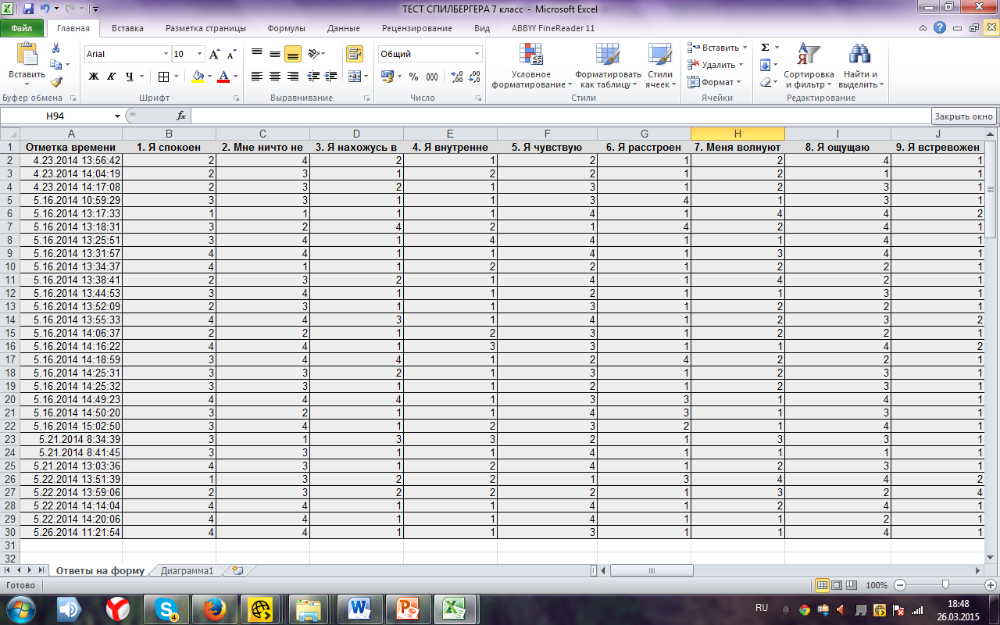 ТЕСТ СПИЛБЕРГЕРА 7 класс - Microsoft Excel
Файл Главная Вставка Разметка страницы Формулы Данные Рецензирование Вид ABBYY FineReader 11
Вставить Arial 10 Общий Условное форматирование Форматировать как таблицу Стили ячеек Вставить Удалить Формат Сортировка и фильтр Найти и выделить
Ж К Ч % 000
Буфер обмена Шрифт Выравнивание Число Стили Ячейки Редактирование
H94 fx Закрыть окно
A B C D E F G H I J
1 Отметка времени 1. Я спокоен 2. Мне ничто не 3. Я нахожусь в 4. Я внутренне 5. Я чувствую 6. Я расстроен 7. Меня волнуют 8. Я ощущаю 9. Я встревожен
2 4.23.2014 13:56:42 2 4 2 1 2 1 2 4 1
3 4.23.2014 14:04:19 2 3 1 2 2 1 2 1 1
4 4.23.2014 14:17:08 2 3 2 1 3 1 2 3 1
5 5.16.2014 10:59:29 3 3 1 1 3 4 1 3 1
6 5.16.2014 13:17:33 1 1 1 1 4 1 4 4 2
7 5.16.2014 13:18:31 3 2 4 2 1 4 2 4 1
8 5.16.2014 13:25:51 3 4 1 4 4 1 1 4 1
9 5.16.2014 13:31:57 4 4 1 1 4 1 3 4 1
10 5.16.2014 13:34:37 4 1 1 2 2 1 2 2 1
11 5.16.2014 13:38:41 2 3 2 1 4 1 4 2 1
12 5.16.2014 13:44:53 3 4 1 1 2 1 1 3 1
13 5.16.2014 13:52:09 2 3 1 1 3 1 2 2 1
14 5.16.2014 13:55:33 4 4 3 1 4 1 2 3 2
15 5.16.2014 14:06:37 2 2 1 2 3 1 2 2 1
16 5.16.2014 14:16:22 4 4 1 3 3 1 1 4 2
17 5.16.2014 14:18:59 3 4 4 1 2 4 2 2 1
18 5.16.2014 14:25:31 3 3 2 1 3 1 2 3 1
19 5.16.2014 14:25:32 3 3 1 1 2 1 2 3 1
20 5.16.2014 14:49:23 4 4 4 1 3 3 1 4 1
21 5.16.2014 14:50:20 3 2 1 1 4 3 1 3 1
22 5.16.2014 15:02:50 3 4 1 2 3 2 1 4 1
23 5.21.2014 8:34:39 3 1 3 3 2 1 3 3 1
24 5.21.2014 8:41:45 3 3 1 1 4 1 1 1 1
25 5.21.2014 13:03:36 4 3 1 2 4 1 2 3 1
26 5.22.2014 13:51:39 1 3 2 2 1 3 4 4 2
27 5.22.2014 13:59:06 2 3 2 2 2 1 3 2 4
28 5.22.2014 14:14:04 4 4 1 1 4 1 2 4 1
29 5.22.2014 14:20:06 4 4 1 1 4 1 1 2 1
30 5.26.2014 11:21:54 4 4 1 1 3 1 1 4 1
31
32
Ответы на форму Диаграмма1
Готово 100%
4 RU 18:48
26.03.2015